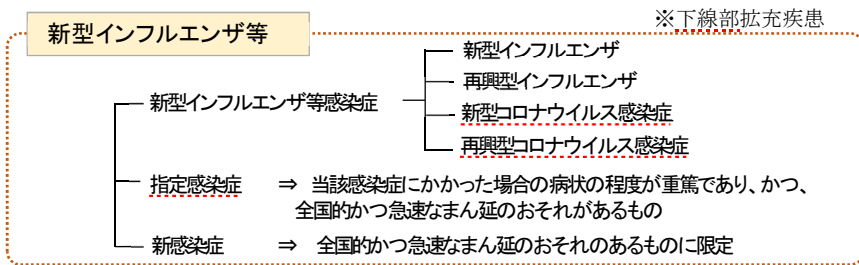 ※下線部拡充疾患
新型インフルエンザ等
新型インフルエンザ
再興型インフルエンザ
新型インフルエンザ等感染症
新型コロナウイルス感染症
再興型コロナウイルス感染症
指定感染症 ⇒ 当該感染症にかかった場合の病状の程度が重篤であり、かつ、
全国的かつ急速なまん延のおそれがあるもの
新感染症 ⇒ 全国的かつ急速なまん延のおそれのあるものに限定